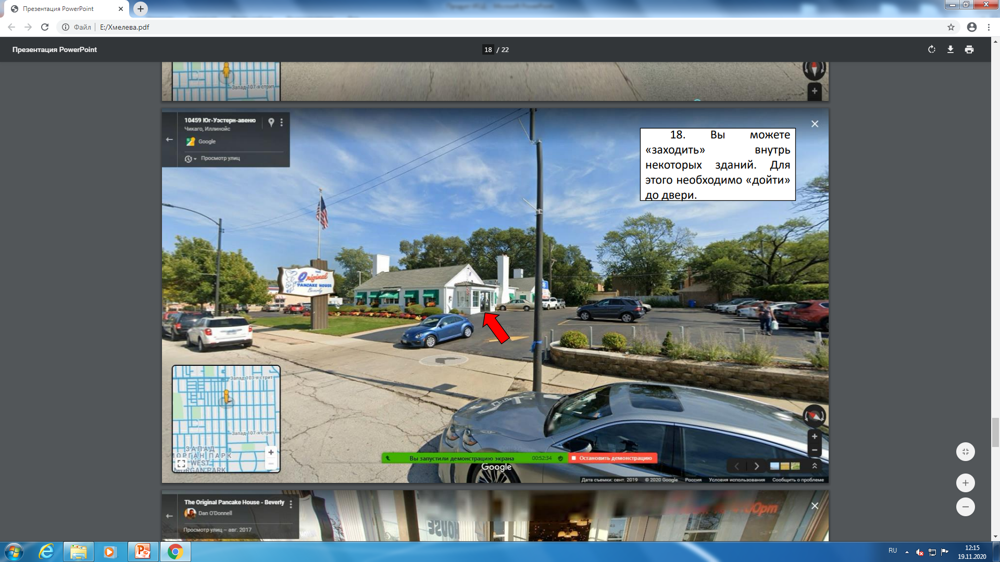 Презентация PowerPoint
Файл
E:/Хмелева.pdf
Презентация PowerPoint
18 / 22
Запад 107-я стрит
10459 Юг-Уэстерн-авеню
Чикаго, Иллинойс
Google
Просмотр улиц
18. Вы можете
«заходить» внутрь
некоторых зданий. Для
этого необходимо «дойти»
до двери.
THE
Original
PANCAKE HOUSE
Beverly
Запад 103-я стрит
Запад 107-я стрит
ЗАПАД
МОРГАН ПАРК
WEST
MORGAN PARK
Вы запустили демонстрацию экрана
00:52:34
Остановить демонстрацию
Google
Дата съемки: сент. 2019
© 2020 Google
Россия
Условия использования
Сообщить о проблеме
The Original Pancake House - Beverly
Dan O'Donnell
Просмотр улиц – авг. 2017
HOUSE
RU
12:15
19.11.2020